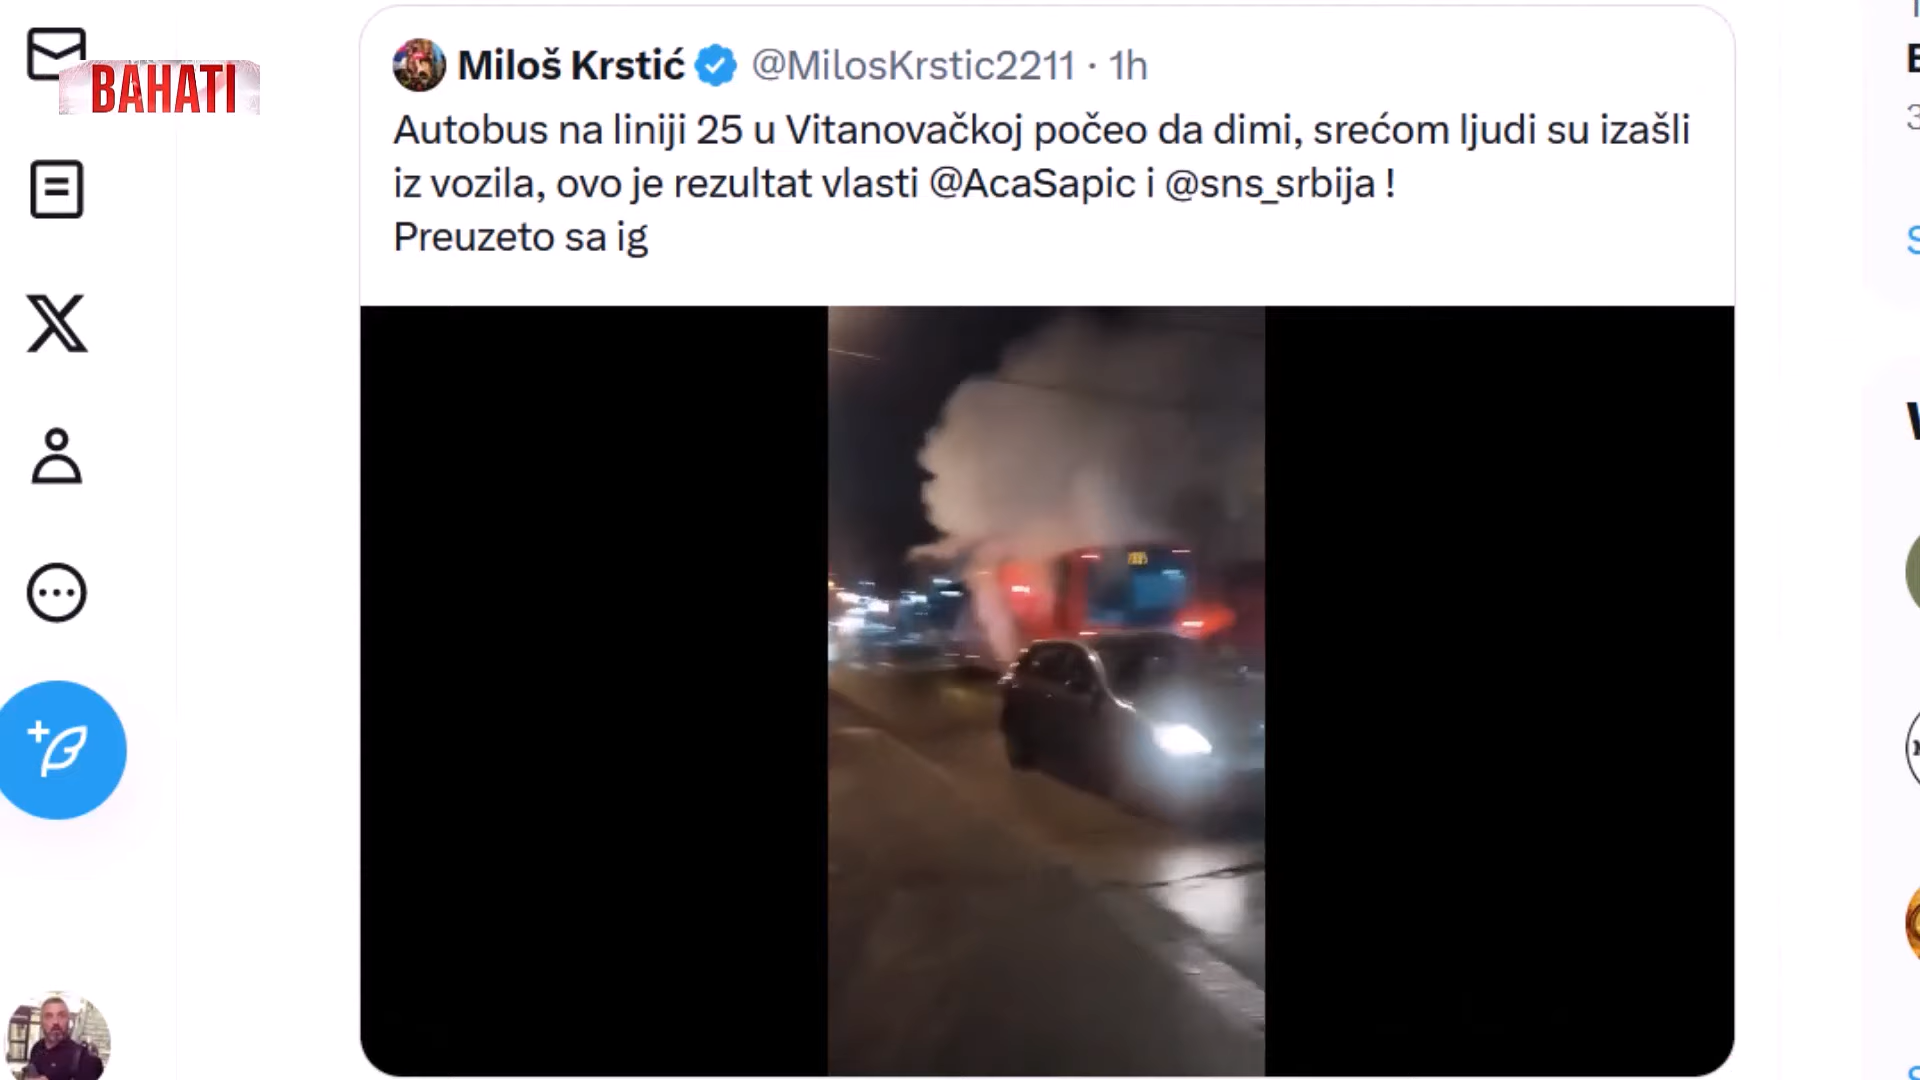 BAHATI
Miloš Krstić @MilosKrstic2211 · 1h
Autobus na liniji 25 u Vitanovačkoj počeo da dimi, srećom ljudi su izašli
iz vozila, ovo je rezultat vlasti @AcaSapic i @sns_srbija !
Preuzeto sa ig